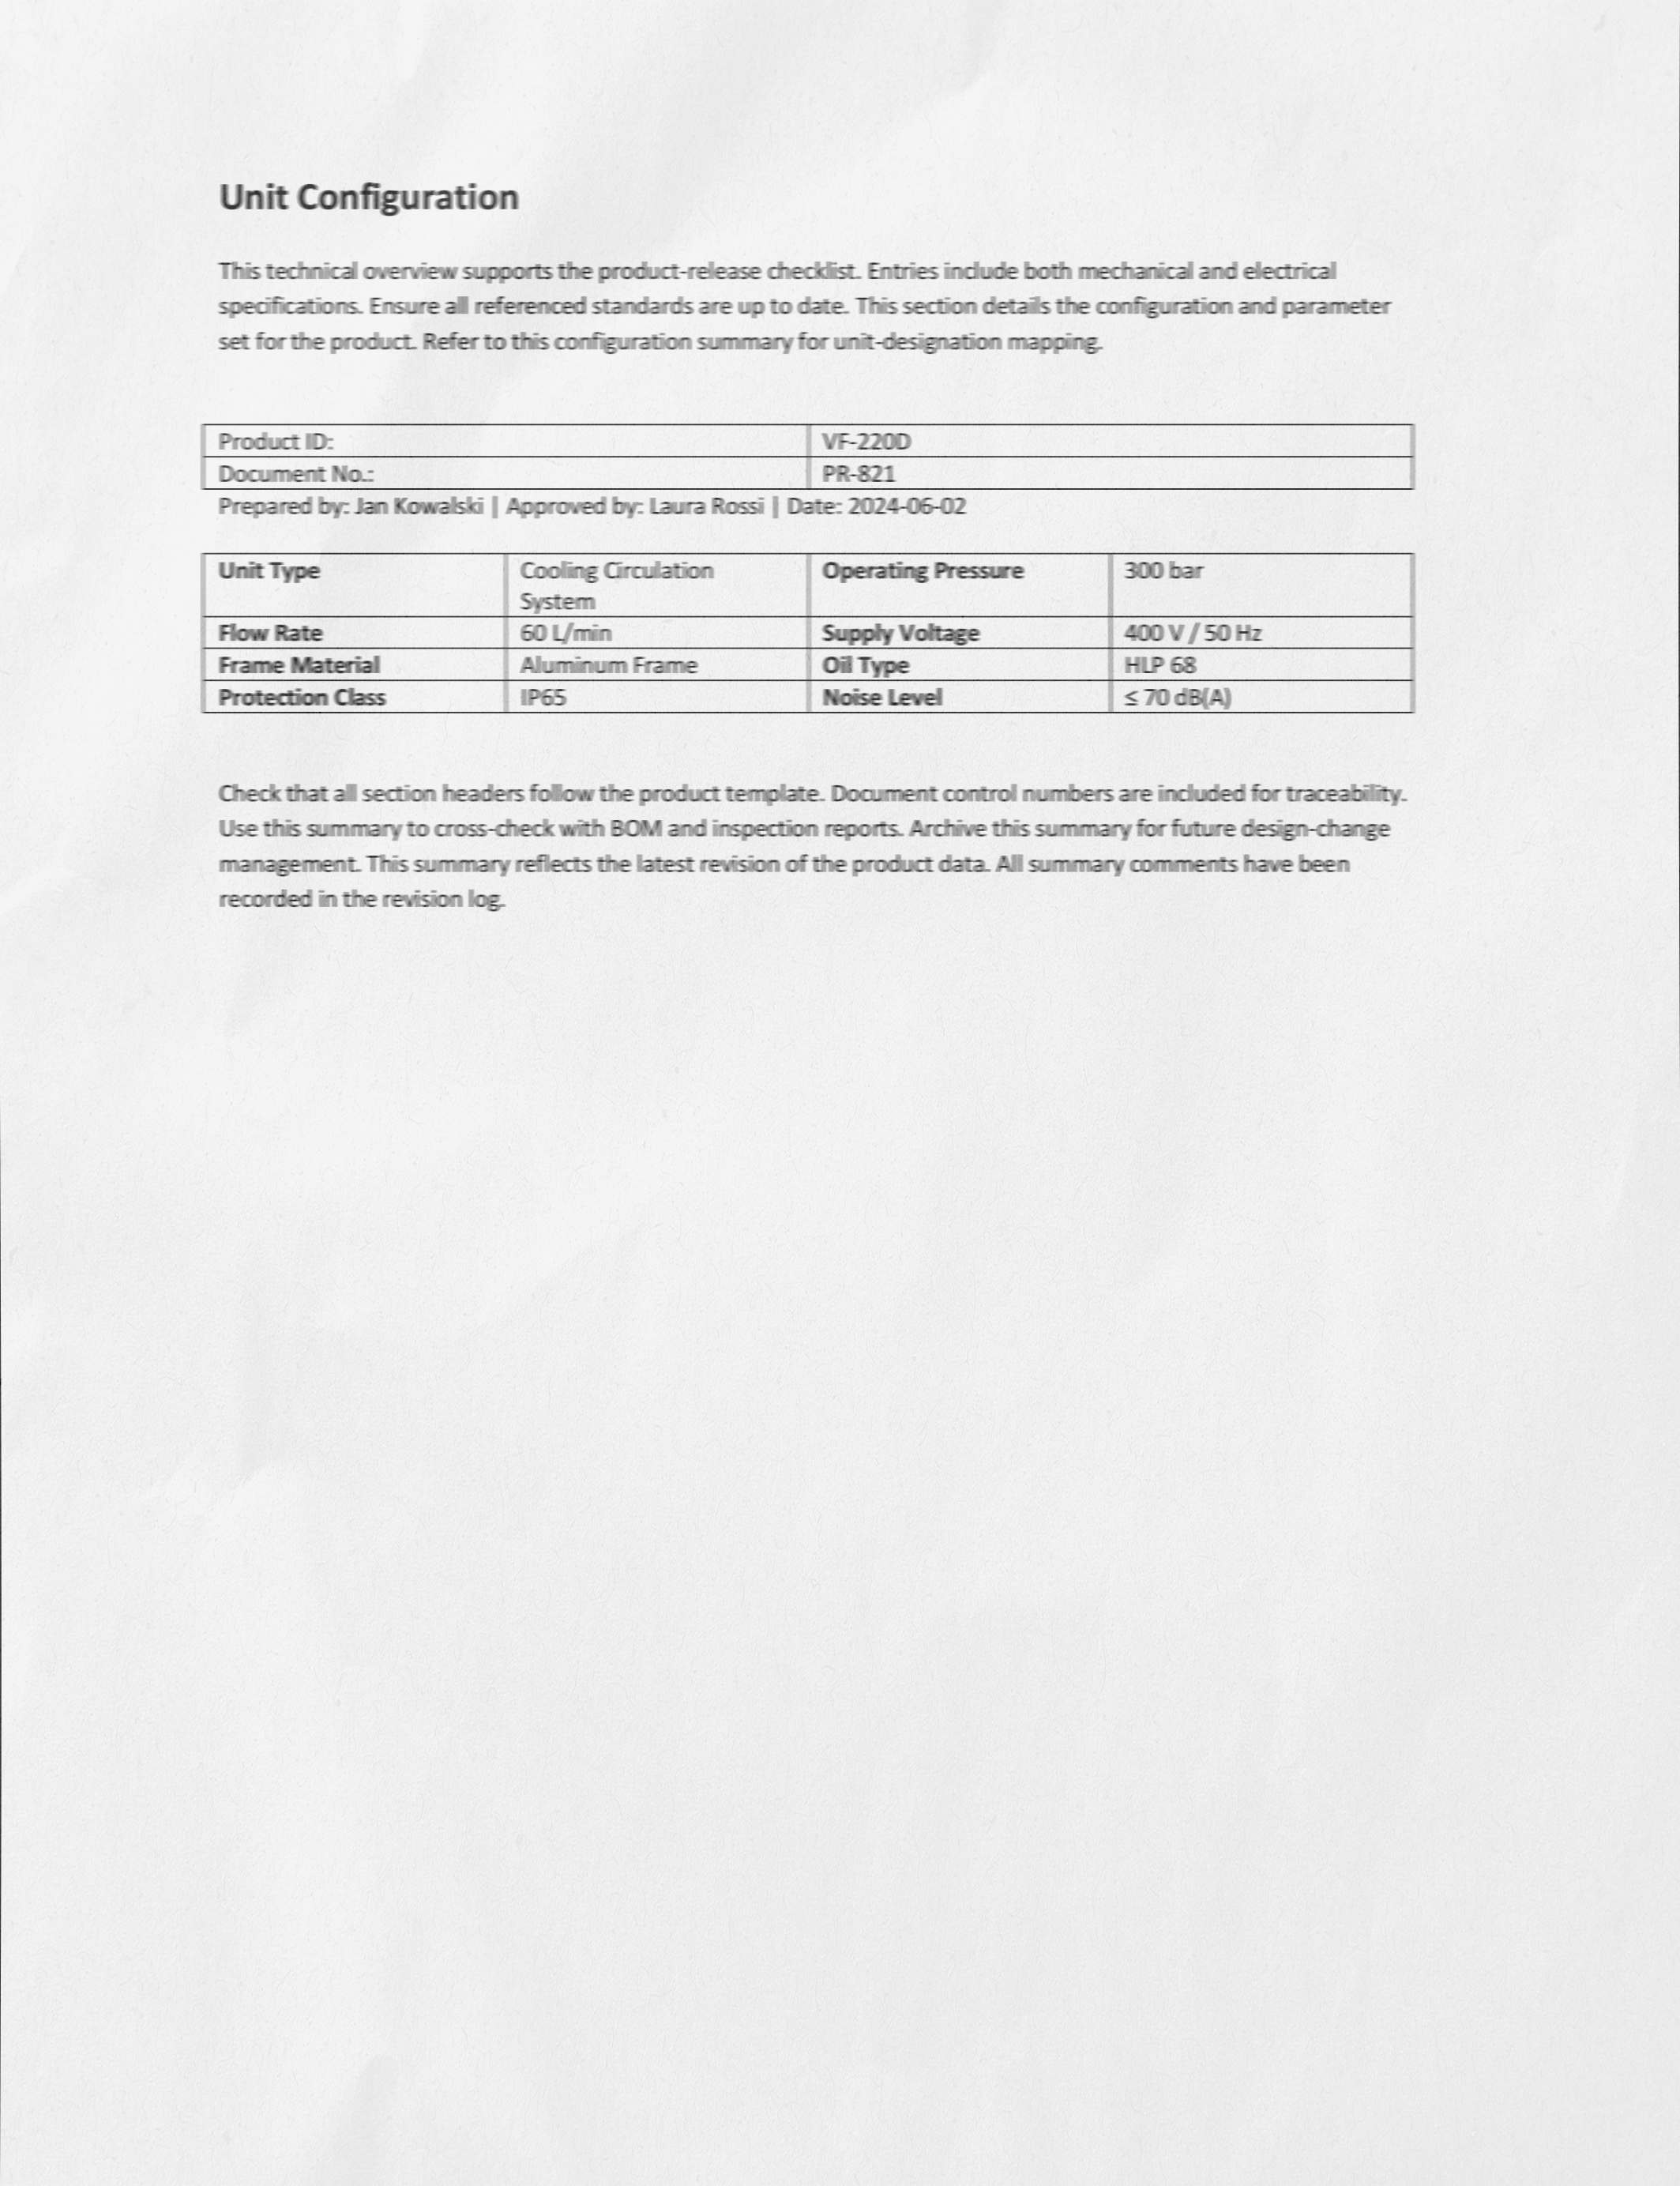 Unit Configuration
This technical overview supports the product-release checklist. Entries include both mechanical and electrical
specifications. Ensure all referenced standards are up to date. This section details the configuration and parameter
set for the product. Refer to this configuration summary for unit-designation mapping.
Product ID: VF-220D
Document No.: PR-821
Prepared by: Jan Kowalski | Approved by: Laura Rossi | Date: 2024-06-02
Unit Type Cooling Circulation Operating Pressure 300 bar
System
Flow Rate 60 L/min Supply Voltage 400 V / 50 Hz
Frame Material Aluminum Frame Oil Type HLP 68
Protection Class IP65 Noise Level ≤ 70 dB(A)
Check that all section headers follow the product template. Document control numbers are included for traceability.
Use this summary to cross-check with BOM and inspection reports. Archive this summary for future design-change
management. This summary reflects the latest revision of the product data. All summary comments have been
recorded in the revision log.